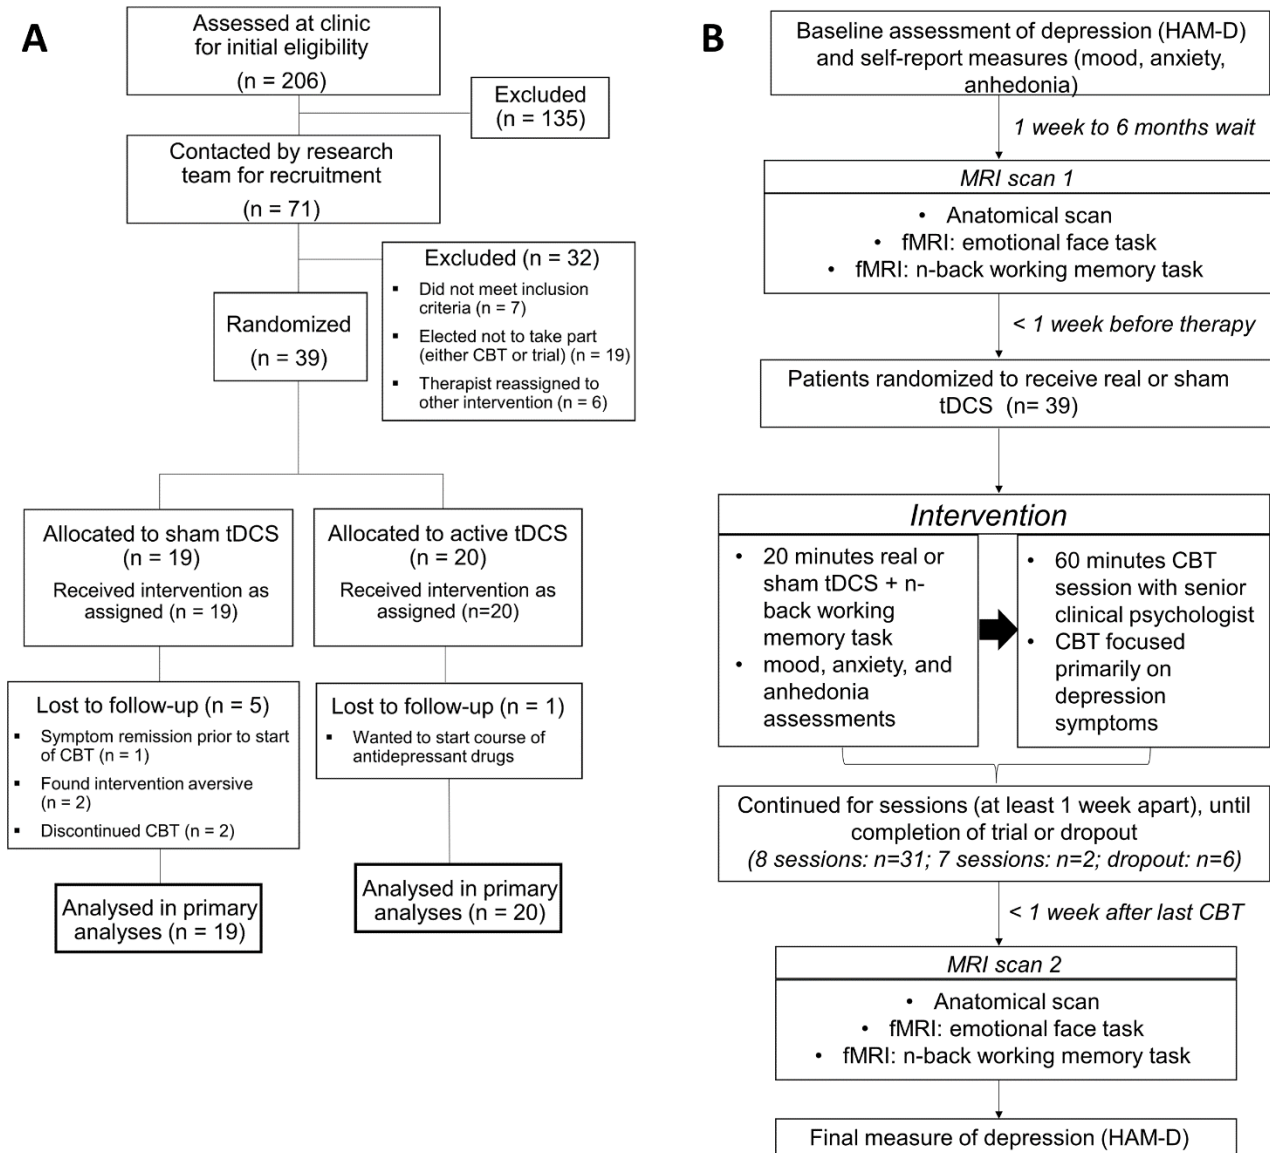 A
Assessed at clinic
for initial eligibility
(n = 206)
Excluded
(n = 135)
Contacted by research
team for recruitment
(n = 71)
Excluded (n = 32)
▪ Did not meet inclusion
criteria (n = 7)
▪ Elected not to take part
(either CBT or trial) (n = 19)
▪ Therapist reassigned to
other intervention (n = 6)
Randomized
(n = 39)
Allocated to sham tDCS
(n = 19)
Received intervention as
assigned (n = 19)
Allocated to active tDCS
(n = 20)
Received intervention as
assigned (n=20)
Lost to follow-up (n = 5)
▪ Symptom remission prior to start
of CBT (n = 1)
▪ Found intervention aversive
(n = 2)
▪ Discontinued CBT (n = 2)
Lost to follow-up (n = 1)
▪ Wanted to start course of
antidepressant drugs
Analysed in primary
analyses (n = 19)
Analysed in primary
analyses (n = 20)
B
Baseline assessment of depression (HAM-D)
and self-report measures (mood, anxiety,
anhedonia)
1 week to 6 months wait
MRI scan 1
• Anatomical scan
• fMRI: emotional face task
• fMRI: n-back working memory task
< 1 week before therapy
Patients randomized to receive real or sham
tDCS (n= 39)
Intervention
• 20 minutes real or
sham tDCS + n-
back working
memory task
• mood, anxiety, and
anhedonia
assessments
• 60 minutes CBT
session with senior
clinical psychologist
• CBT focused
primarily on
depression
symptoms
Continued for sessions (at least 1 week apart), until
completion of trial or dropout
(8 sessions: n=31; 7 sessions: n=2; dropout: n=6)
< 1 week after last CBT
MRI scan 2
• Anatomical scan
• fMRI: emotional face task
• fMRI: n-back working memory task
Final measure of depression (HAM-D)